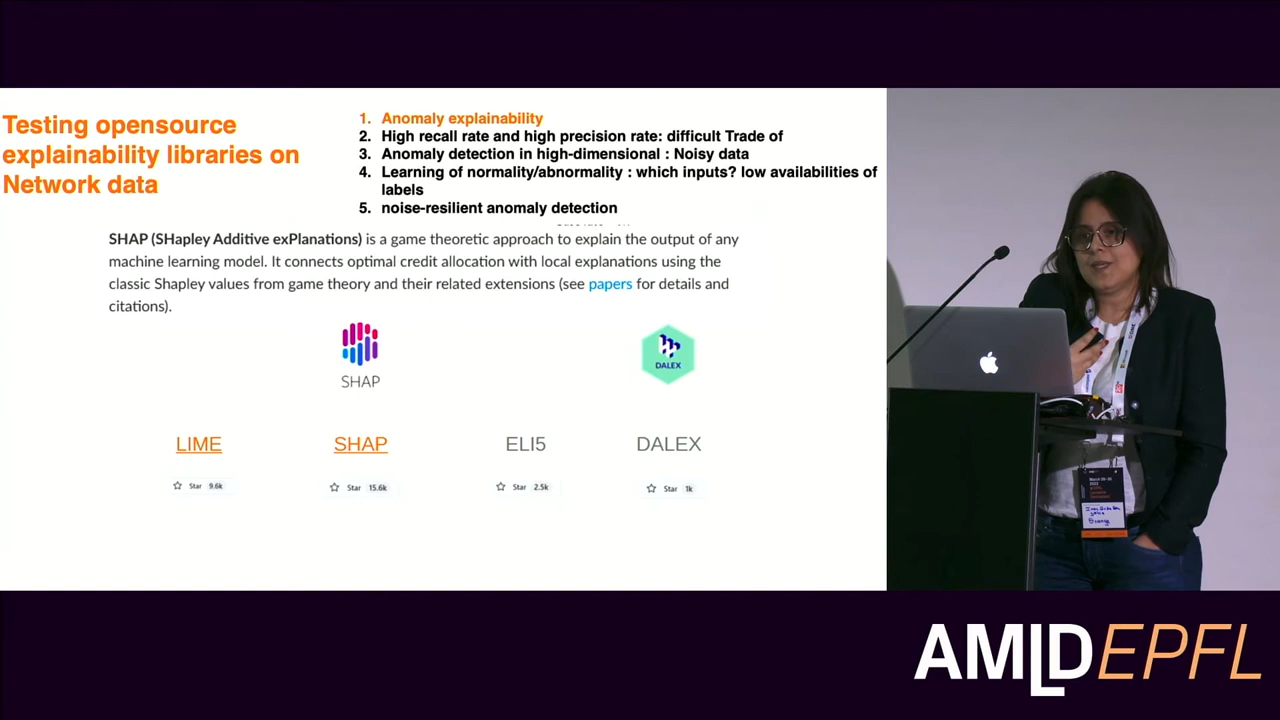 Testing opensource
explainability libraries on
Network data
1. Anomaly explainability
2. High recall rate and high precision rate: difficult Trade of
3. Anomaly detection in high-dimensional : Noisy data
4. Learning of normality/abnormality : which inputs? low availabilities of
labels
5. noise-resilient anomaly detection
SHAP (SHapley Additive exPlanations) is a game theoretic approach to explain the output of any
machine learning model. It connects optimal credit allocation with local explanations using the
classic Shapley values from game theory and their related extensions (see papers for details and
citations).
SHAP
DALEX
LIME
SHAP
ELI5
DALEX
Star 9.6k
Star 15.6k
Star 2.5k
Star 1k
AMLDEPFL